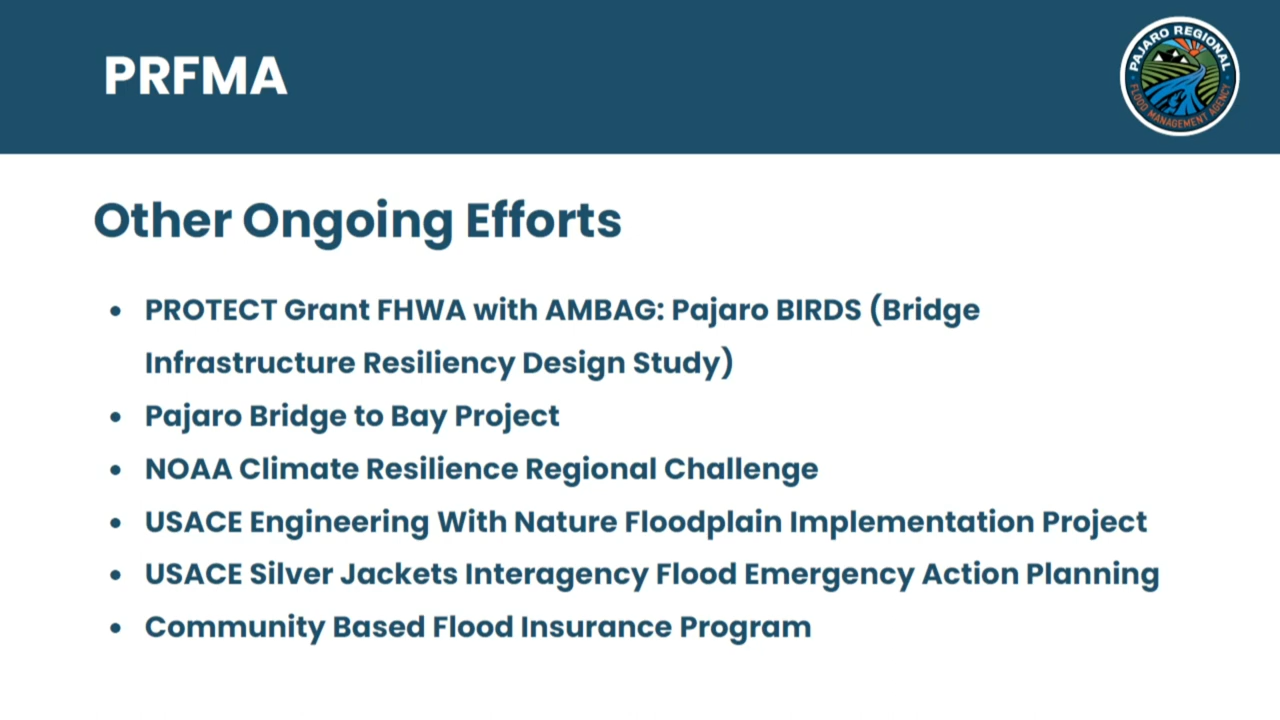 PRFMA
PAJARO REGIONAL
FLOOD MANAGEMENT AGENCY
Other Ongoing Efforts
• PROTECT Grant FHWA with AMBAG: Pajaro BIRDS (Bridge
Infrastructure Resiliency Design Study)
• Pajaro Bridge to Bay Project
• NOAA Climate Resilience Regional Challenge
• USACE Engineering With Nature Floodplain Implementation Project
• USACE Silver Jackets Interagency Flood Emergency Action Planning
• Community Based Flood Insurance Program